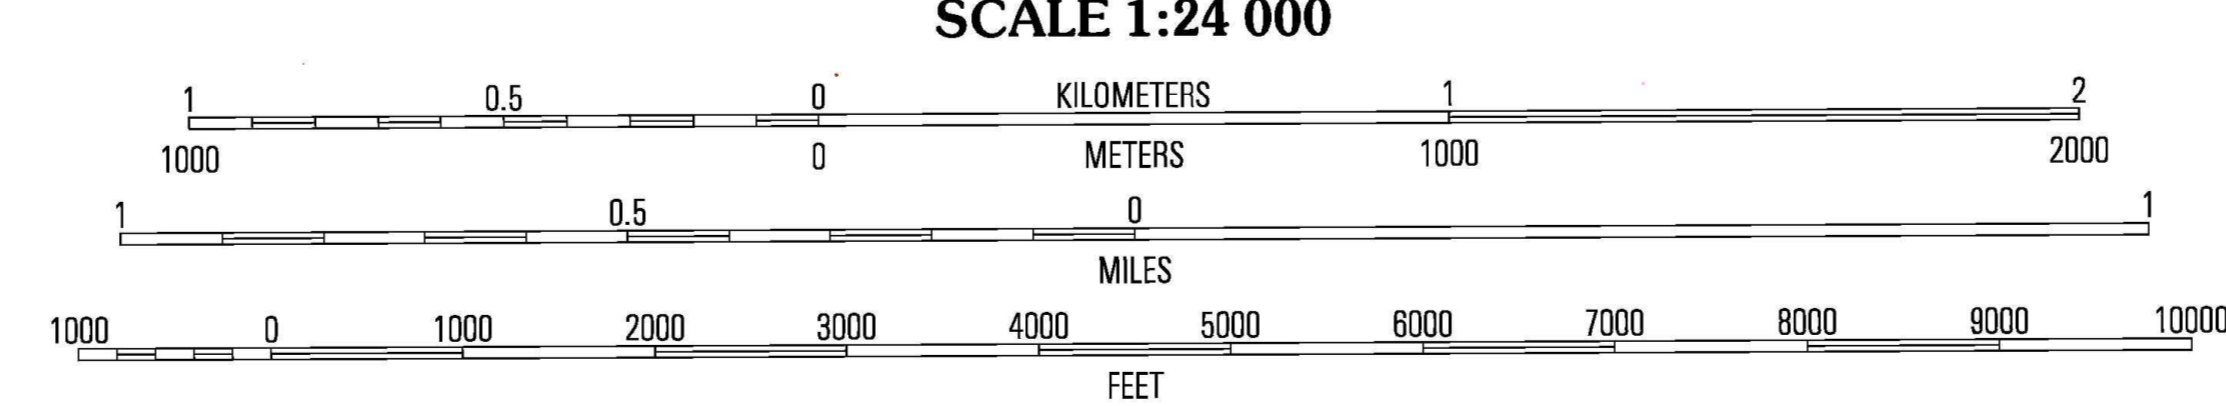 SCALE 1:24 000
1 0.5 0 KILOMETERS 1 2
1000 0 METERS 1000 2000
1 0.5 0 1
MILES
1000 0 1000 2000 3000 4000 5000 6000 7000 8000 9000 10000
FEET